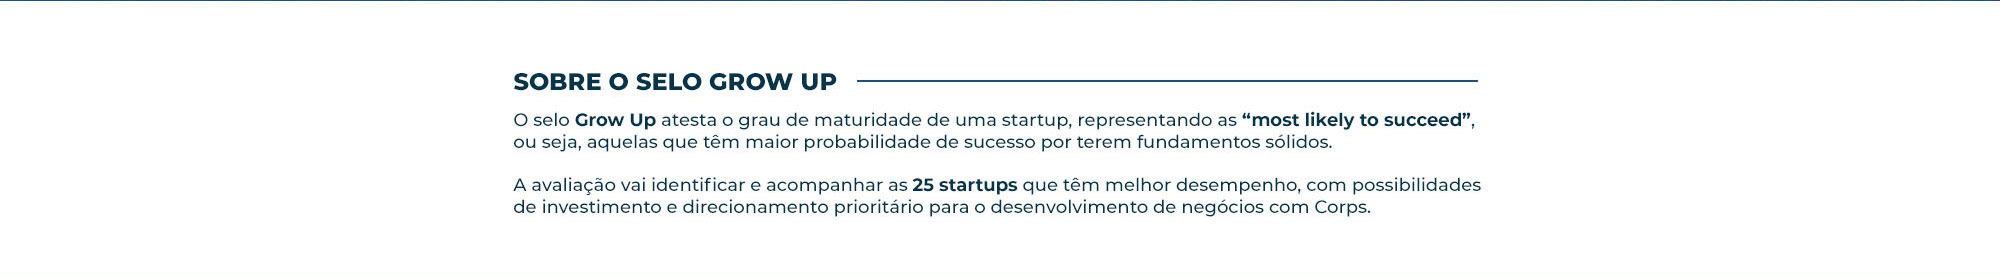 SOBRE O SELO GROW UP
O selo Grow Up atesta o grau de maturidade de uma startup, representando as “most likely to succeed”,
ou seja, aquelas que têm maior probabilidade de sucesso por terem fundamentos sólidos.
A avaliação vai identificar e acompanhar as 25 startups que têm melhor desempenho, com possibilidades
de investimento e direcionamento prioritário para o desenvolvimento de negócios com Corps.